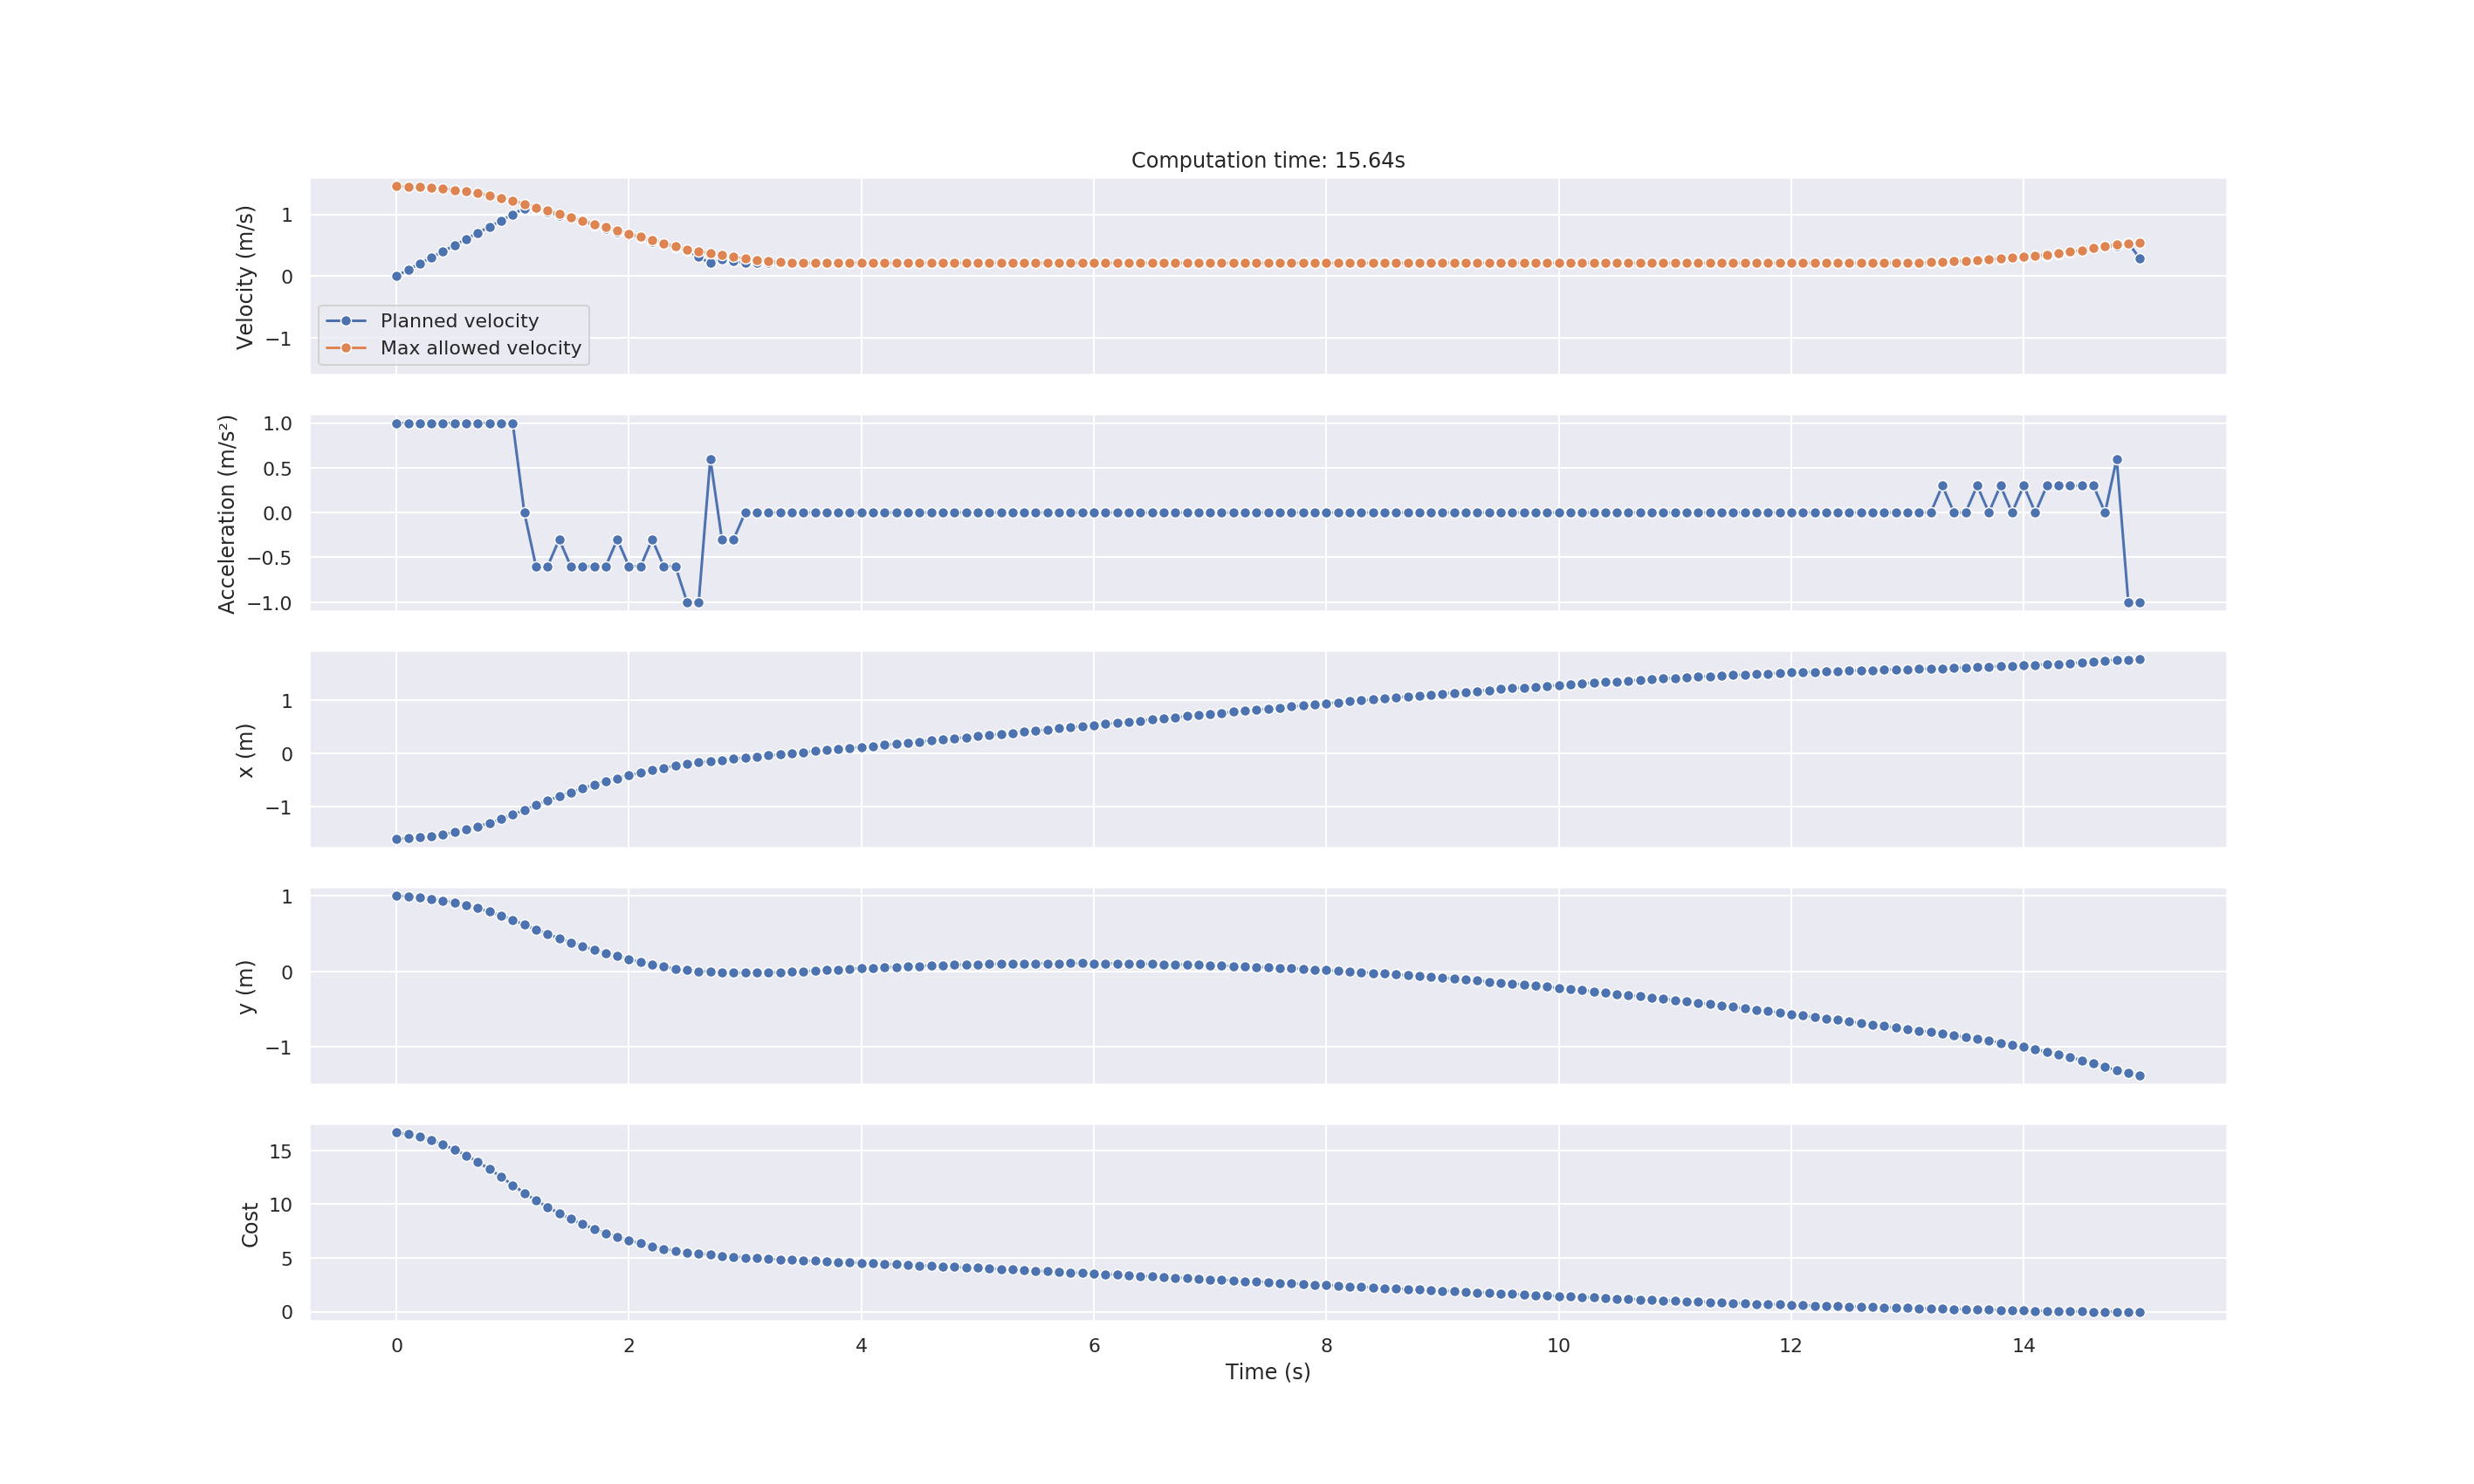 Computation time: 15.64s
Velocity (m/s)
1
0
−1
Planned velocity
Max allowed velocity
Acceleration (m/s²)
1.0
0.5
0.0
−0.5
−1.0
x (m)
1
0
−1
y (m)
1
0
−1
Cost
15
10
5
0
0 2 4 6 8 10 12 14
Time (s)